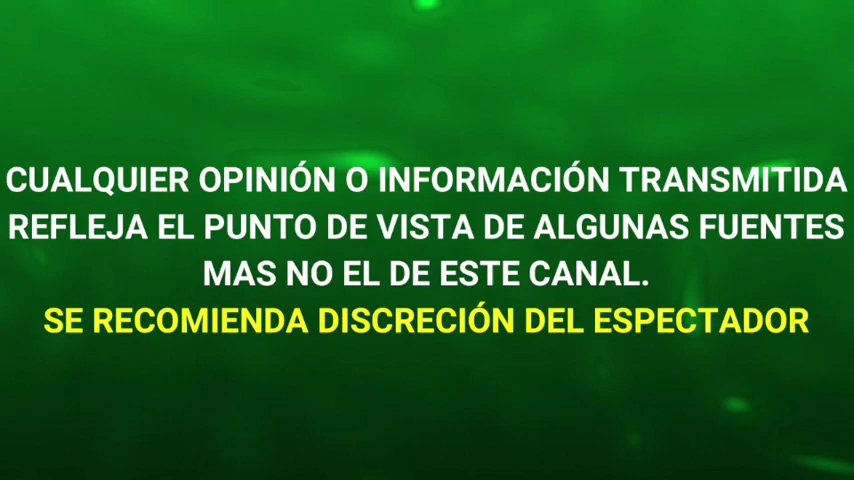 CUALQUIER OPINIÓN O INFORMACIÓN TRANSMITIDA
REFLEJA EL PUNTO DE VISTA DE ALGUNAS FUENTES
MAS NO EL DE ESTE CANAL.
SE RECOMIENDA DISCRECIÓN DEL ESPECTADOR